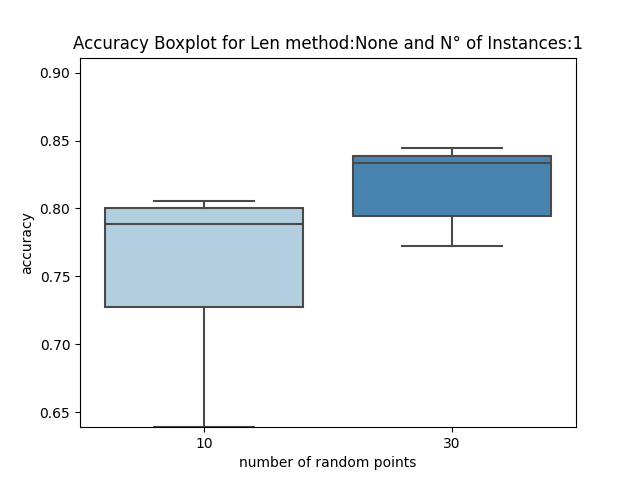 Accuracy Boxplot for Len method:None and N° of Instances:1
0.90
0.85
0.80
0.75
0.70
0.65
accuracy
10 30
number of random points